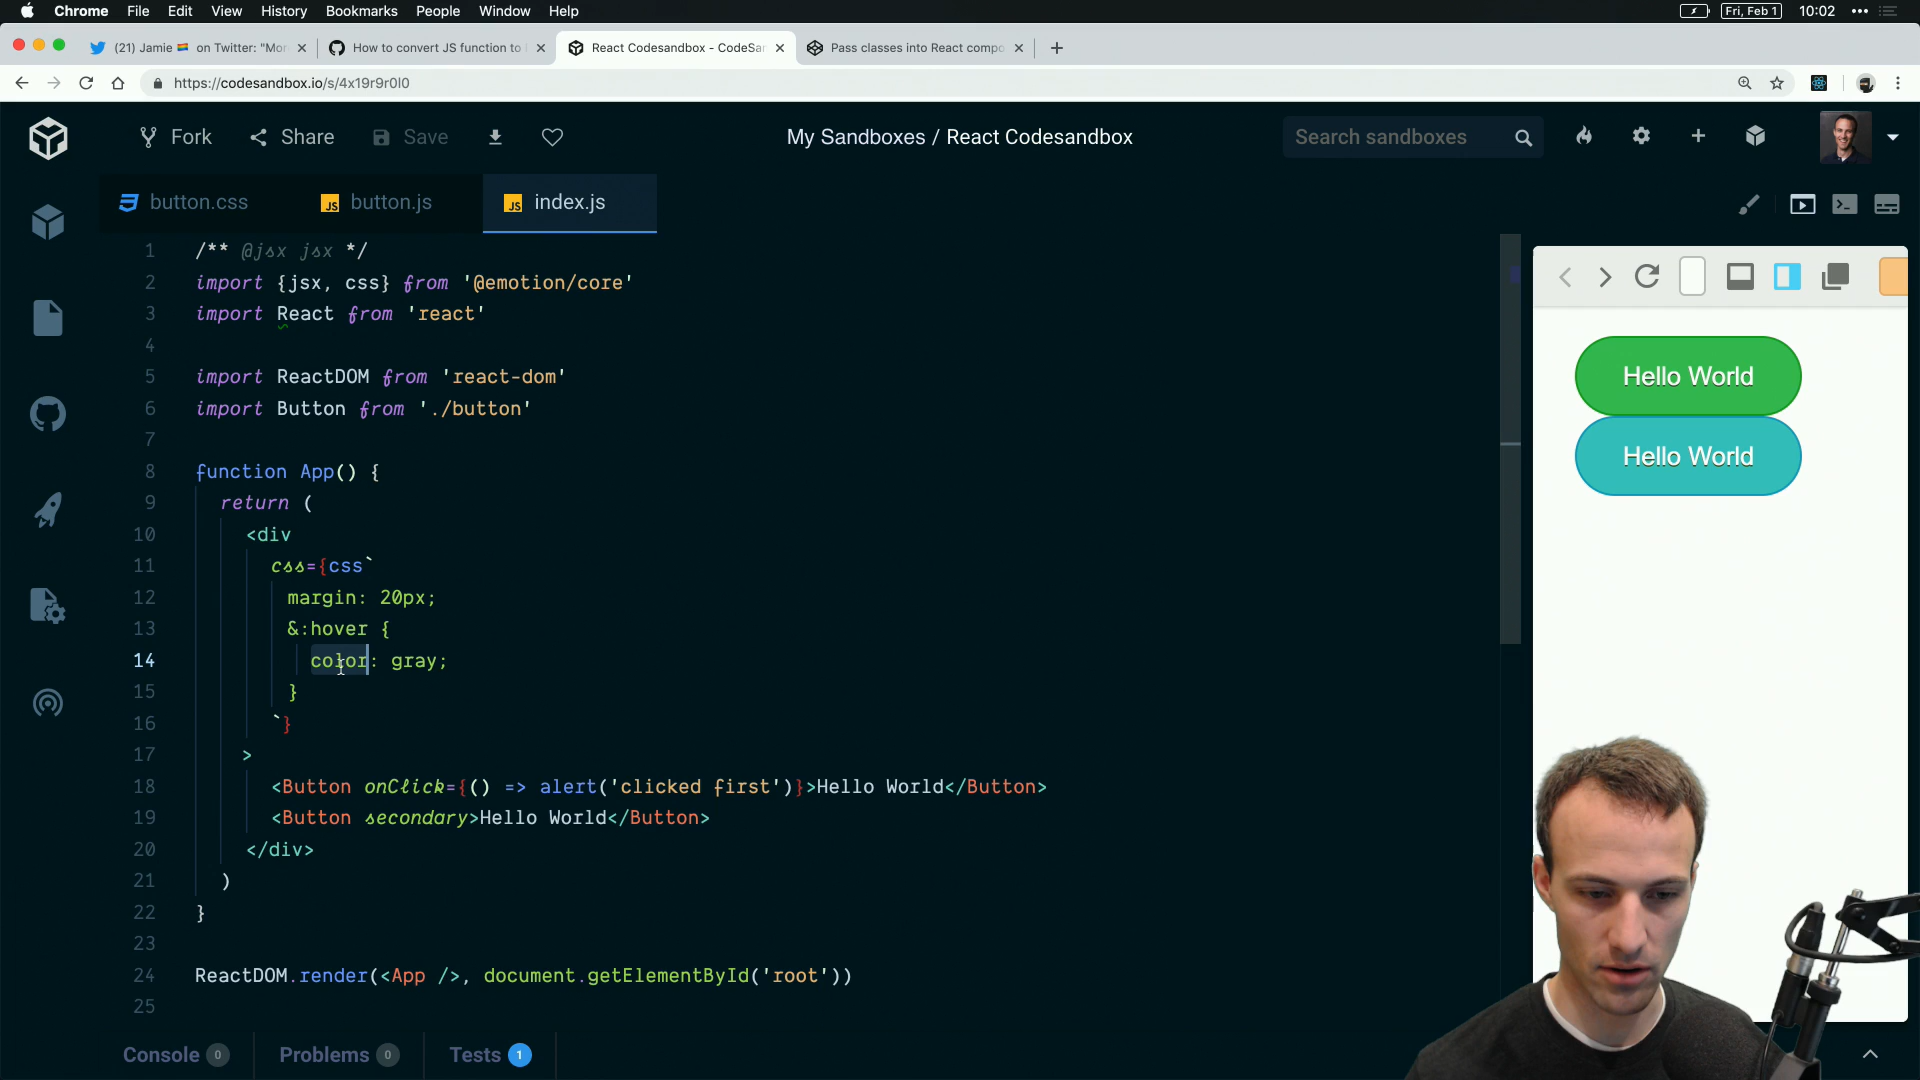 Chrome File Edit View History Bookmarks People Window Help Fri, Feb 1 10:02
(21) Jamie on Twitter: "Mor How to convert JS function to React Codesandbox - CodeSan Pass classes into React compo
https://codesandbox.io/s/4x19r9r0l0
Fork Share Save My Sandboxes / React Codesandbox Search sandboxes
button.css button.js index.js
1 /** @jsx jsx */
2 import {jsx, css} from '@emotion/core'
3 import React from 'react'
4
5 import ReactDOM from 'react-dom'
6 import Button from './button'
7
8 function App() {
9 return (
10 <div
11 css={css`
12 margin: 20px;
13 &:hover {
14 color: gray;
15 }
16 `}
17 >
18 <Button onClick={() => alert('clicked first')}>Hello World</Button>
19 <Button secondary>Hello World</Button>
20 </div>
21 )
22 }
23
24 ReactDOM.render(<App />, document.getElementById('root'))
25
Hello World
Hello World
Console 0 Problems 0 Tests 1